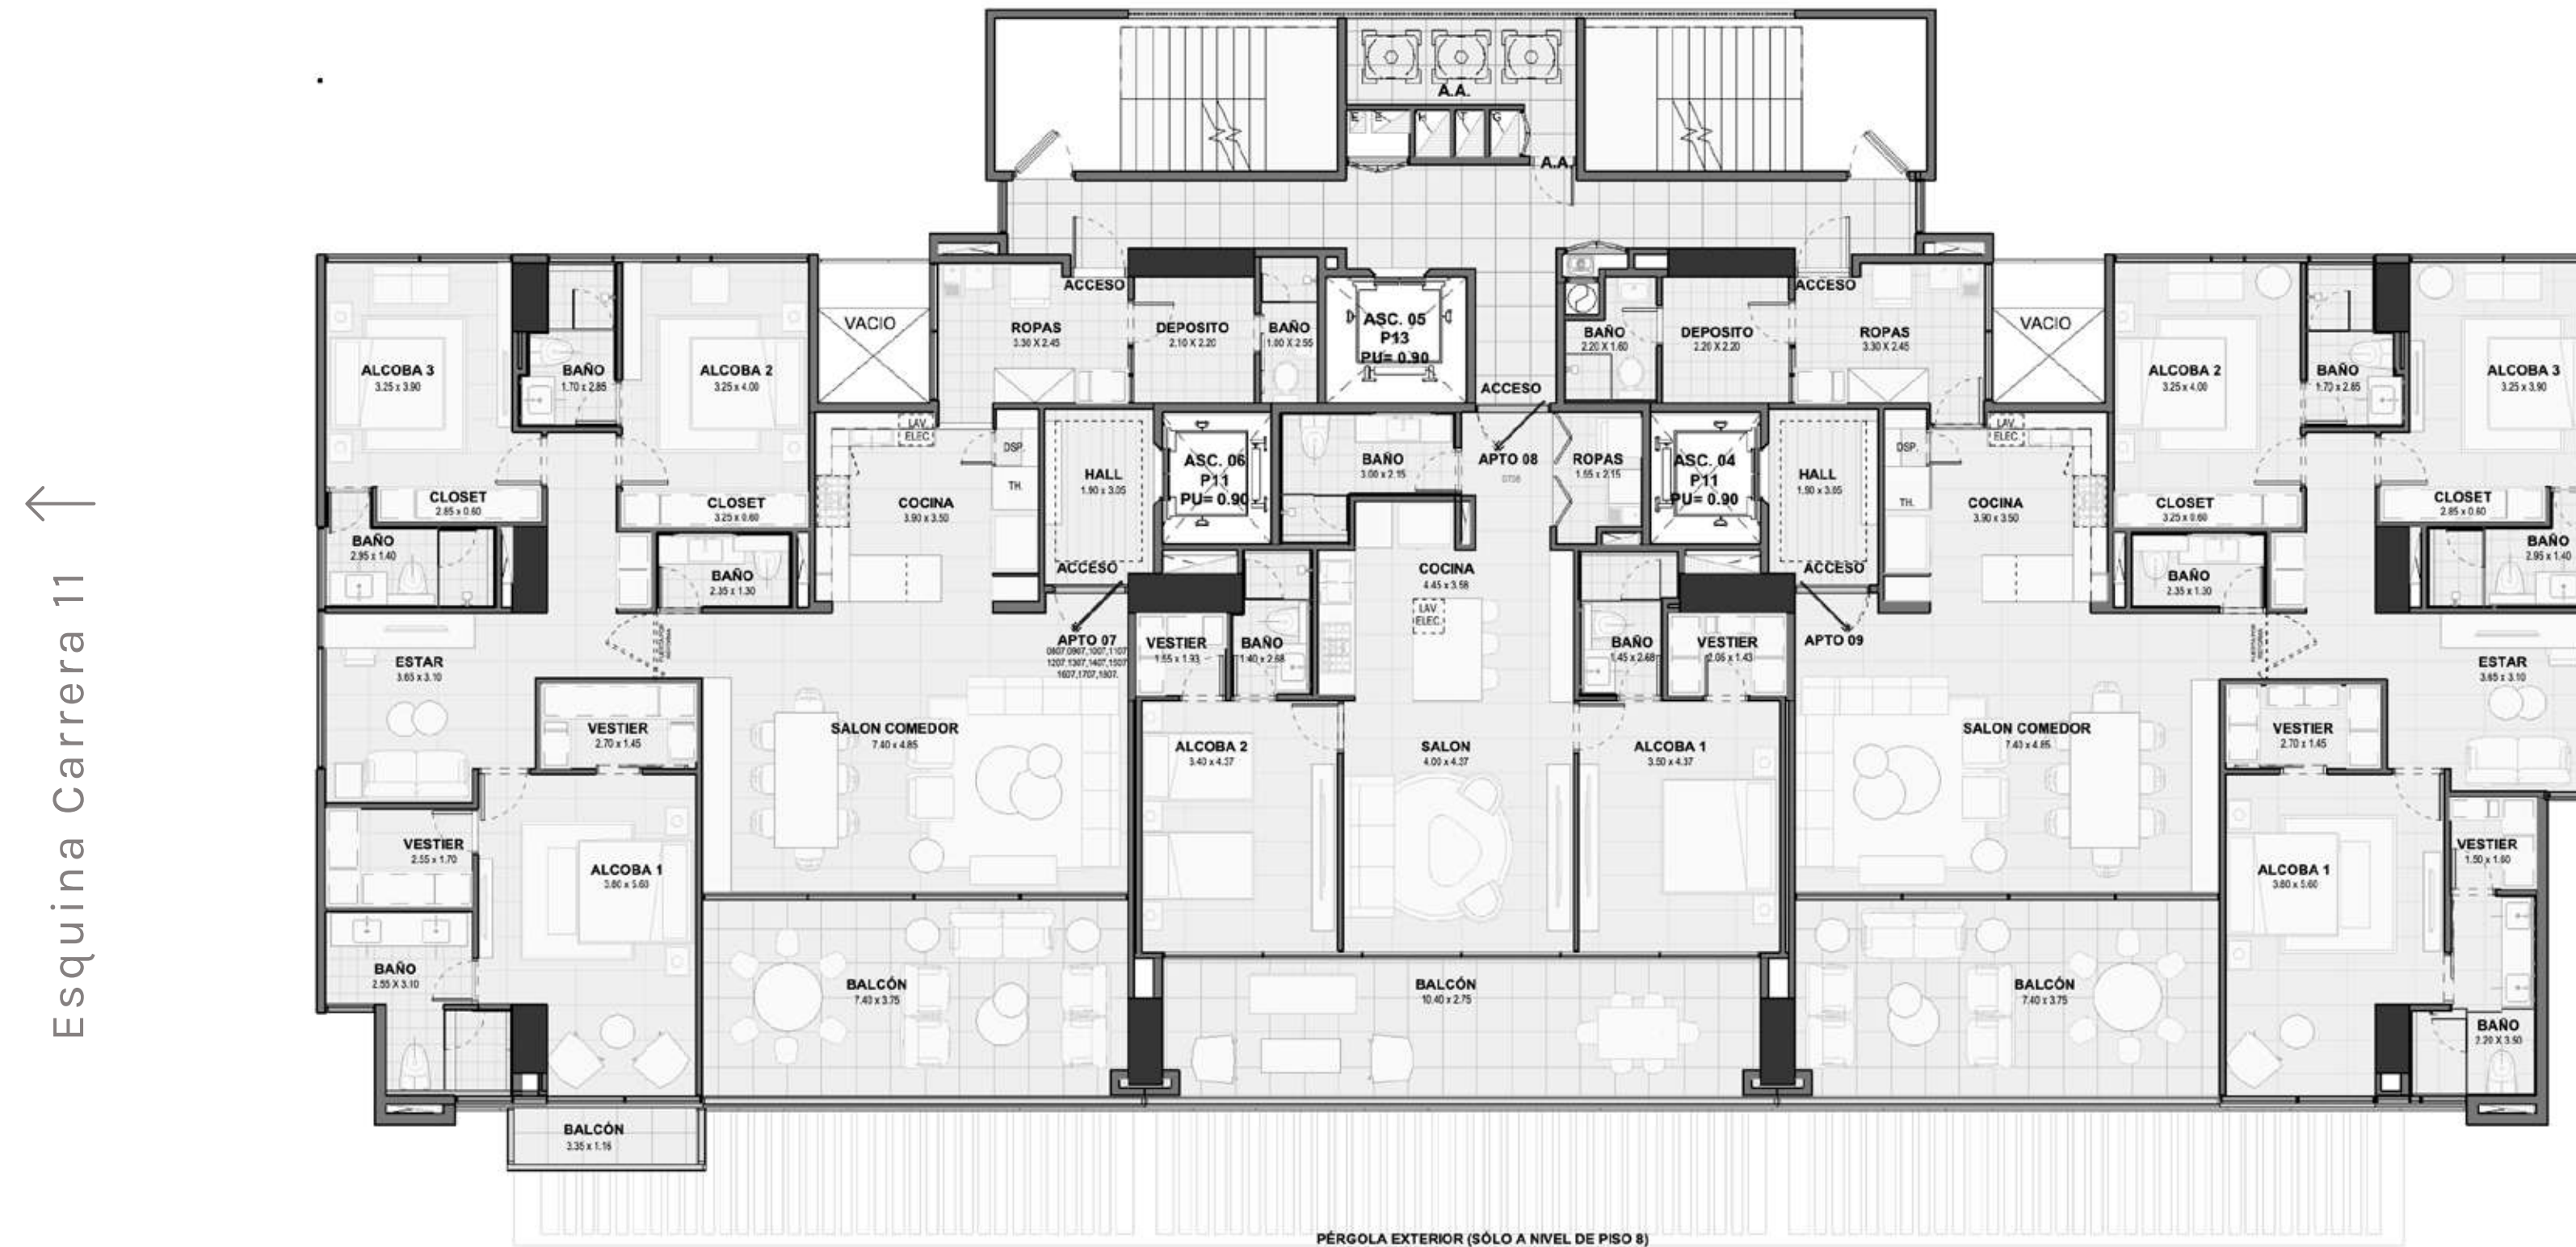 A.A.
E E H T G
A.A.
ACCESO
ACCESO
VACIO
ROPAS
3.30 X 2.45
DEPOSITO
2.10 X 2.20
BAÑO
1.00 X 2.55
ASC. 05
P13
PU= 0.90
BAÑO
2.20 X 1.60
DEPOSITO
2.20 X 2.20
ROPAS
3.30 X 2.45
VACIO
ALCOBA 3
3.25 x 3.90
BAÑO
1.70 x 2.85
ALCOBA 2
3.25 x 4.00
ACCESO
ALCOBA 2
3.25 x 4.00
BAÑO
1.70 x 2.85
ALCOBA 3
3.25 x 3.90
LAV.
ELEC.
DSP.
TH.
HALL
1.90 x 3.05
ASC. 06
P11
PU= 0.90
BAÑO
3.00 x 2.15
APTO 08
0708
ROPAS
1.55 x 2.15
ASC. 04
P11
PU= 0.90
HALL
1.90 x 3.05
DSP.
TH.
LAV.
ELEC.
CLOSET
2.85 x 0.60
CLOSET
3.25 x 0.60
COCINA
3.90 x 3.50
COCINA
3.90 x 3.50
CLOSET
3.25 x 0.60
CLOSET
2.85 x 0.60
BAÑO
2.95 x 1.40
BAÑO
2.35 x 1.30
ACCESO
COCINA
4.45 x 3.58
LAV.
ELEC.
ACCESO
BAÑO
2.35 x 1.30
BAÑO
2.95 x 1.40
APTO 07
0807,0907,1007,1107
1207,1307,1407,1507
1607,1707,1807.
VESTIER
1.55 x 1.93
BAÑO
1.40 x 2.68
BAÑO
1.45 x 2.68
VESTIER
2.05 x 1.43
APTO 09
ESTAR
3.65 x 3.10
ESTAR
3.65 x 3.10
VESTIER
2.70 x 1.45
SALON COMEDOR
7.40 x 4.85
ALCOBA 2
3.40 x 4.37
SALON
4.00 x 4.37
ALCOBA 1
3.50 x 4.37
SALON COMEDOR
7.40 x 4.85
VESTIER
2.70 x 1.45
VESTIER
2.55 x 1.70
ALCOBA 1
3.80 x 5.60
ALCOBA 1
3.80 x 5.60
VESTIER
1.50 x 1.60
BAÑO
2.55 X 3.10
BALCÓN
7.40 x 3.75
BALCÓN
10.40 x 2.75
BALCÓN
7.40 x 3.75
BAÑO
2.20 X 3.50
BALCÓN
3.35 x 1.16
PÉRGOLA EXTERIOR (SÓLO A NIVEL DE PISO 8)
Esquina Carrera 11